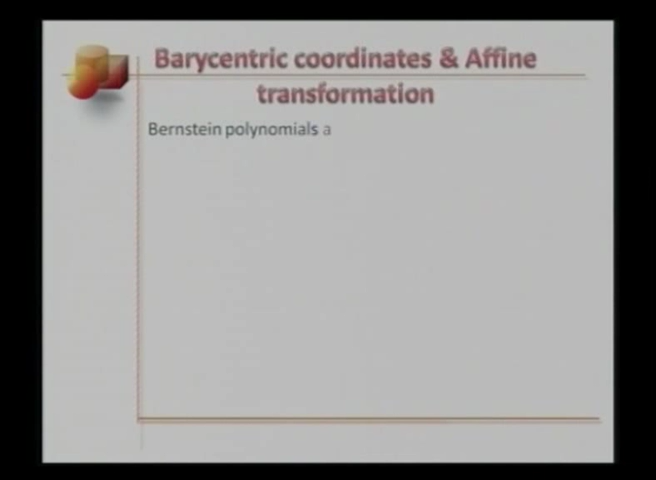 Barycentric coordinates & Affine
transformation
Bernstein polynomials a